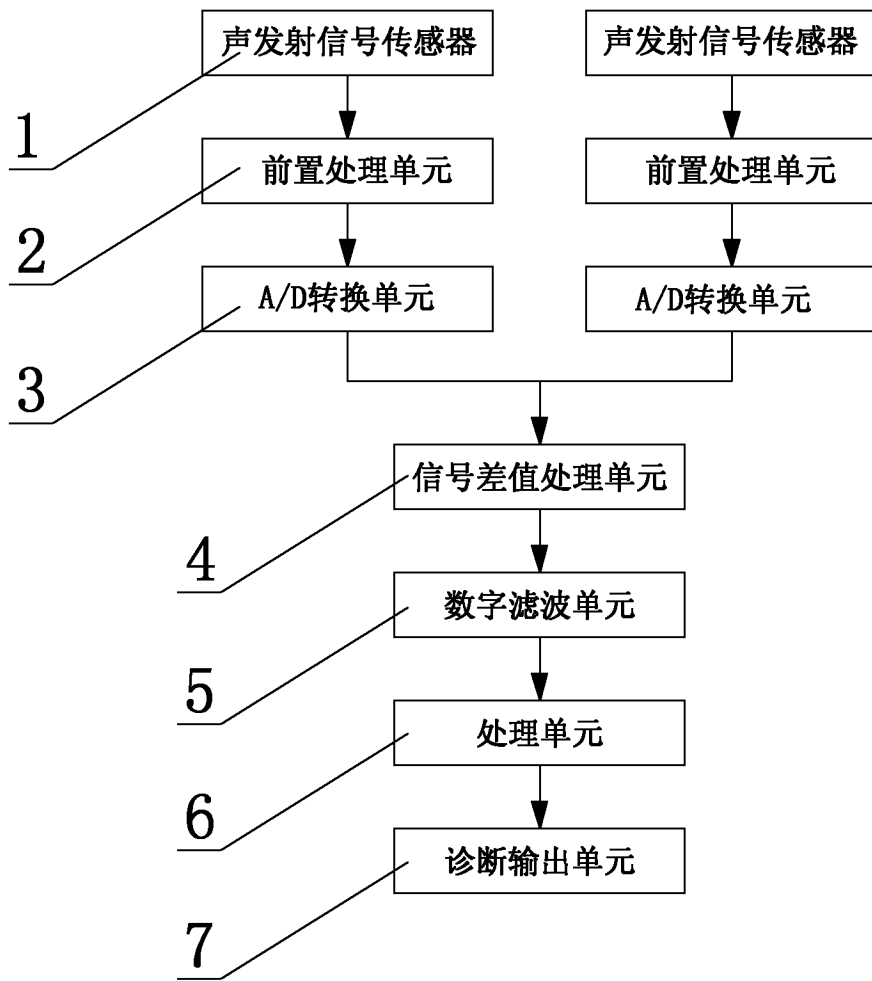 声发射信号传感器
声发射信号传感器
1
前置处理单元
前置处理单元
2
A/D转换单元
A/D转换单元
3
信号差值处理单元
4
数字滤波单元
5
处理单元
6
诊断输出单元
7